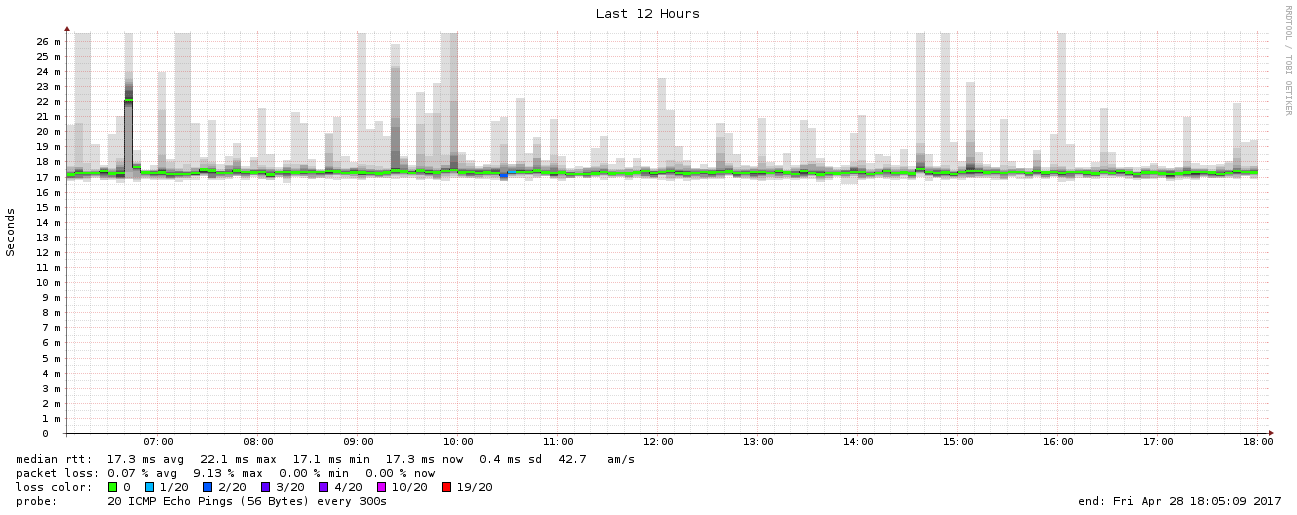 Last 12 Hours
RRDTOOL / TOBI OETIKER
Seconds
26 m
25 m
24 m
23 m
22 m
21 m
20 m
19 m
18 m
17 m
16 m
15 m
14 m
13 m
12 m
11 m
10 m
9 m
8 m
7 m
6 m
5 m
4 m
3 m
2 m
1 m
0
07:00 08:00 09:00 10:00 11:00 12:00 13:00 14:00 15:00 16:00 17:00 18:00
median rtt: 17.3 ms avg 22.1 ms max 17.1 ms min 17.3 ms now 0.4 ms sd 42.7 am/s
packet loss: 0.07 % avg 9.13 % max 0.00 % min 0.00 % now
loss color: 0 1/20 2/20 3/20 4/20 10/20 19/20
probe: 20 ICMP Echo Pings (56 Bytes) every 300s end: Fri Apr 28 18:05:09 2017